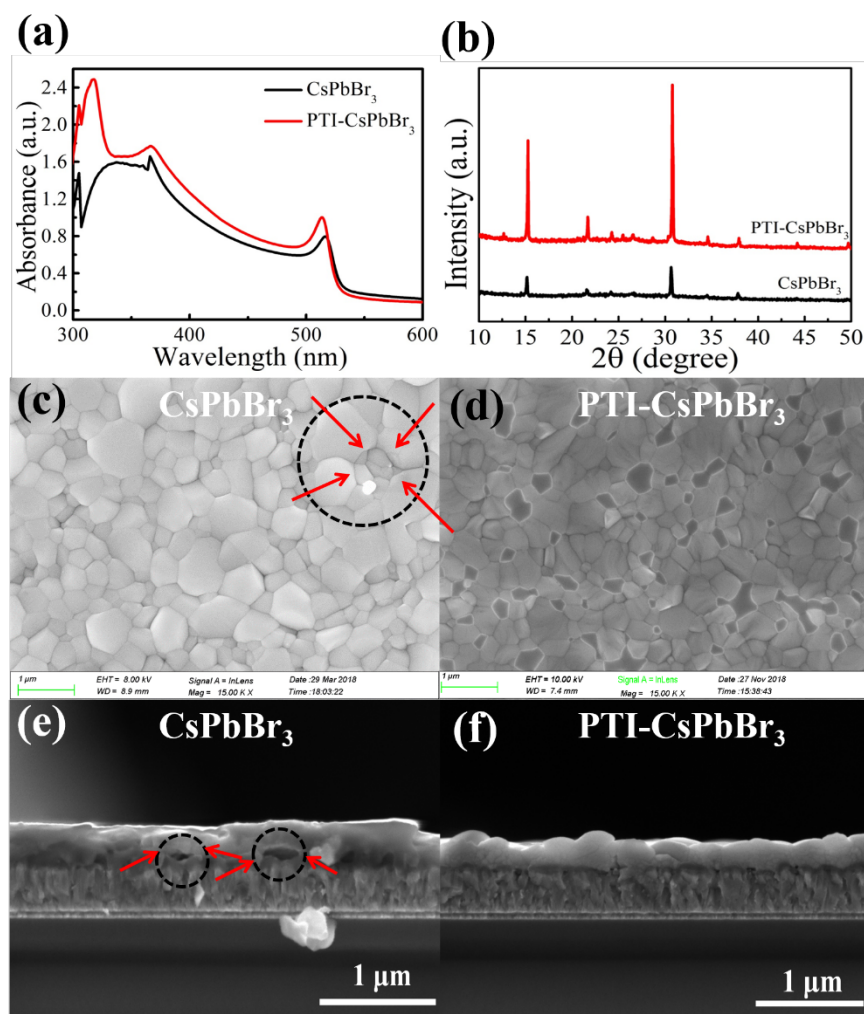 (a)
CsPbBr₃
PTI-CsPbBr₃
2.4
2.0
1.6
1.2
0.8
0.4
0.0
Absorbance (a.u.)
300 400 500 600
Wavelength (nm)
(b)
Intensity (a.u.)
PTI-CsPbBr₃
CsPbBr₃
10 15 20 25 30 35 40 45 50
2θ (degree)
(c) CsPbBr₃
1 μm
EHT = 8.00 kV
WD = 8.9 mm
Signal A = InLens
Mag = 15.00 K X
Date :29 Mar 2018
Time :18:03:22
(d) PTI-CsPbBr₃
1 μm
EHT = 10.00 kV
WD = 7.4 mm
Signal A = InLens
Mag = 15.00 K X
Date :27 Nov 2018
Time :15:38:43
(e) CsPbBr₃
1 μm
(f) PTI-CsPbBr₃
1 μm